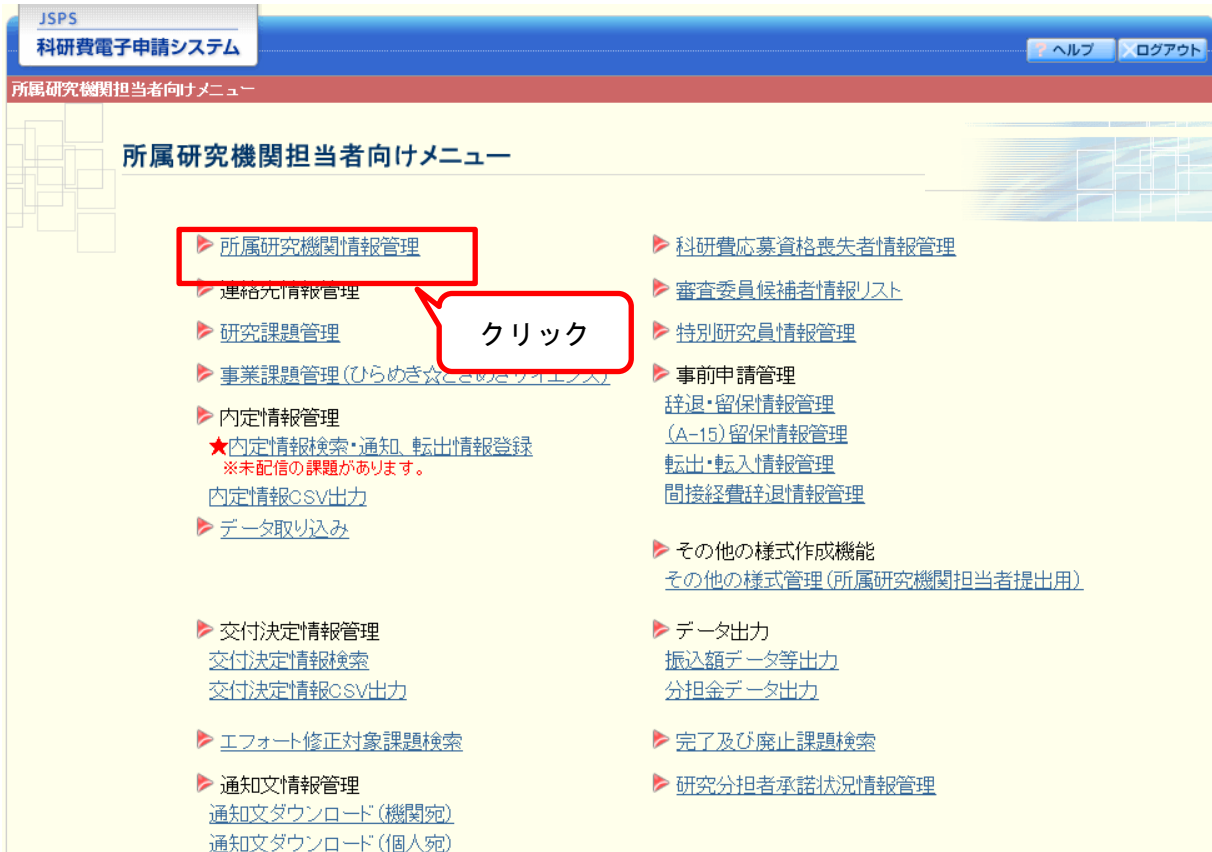 JSPS
科研費電子申請システム
? ヘルプ
ログアウト
所属研究機関担当者向けメニュー
所属研究機関担当者向けメニュー
所属研究機関情報管理
連絡先情報管理
クリック
研究課題管理
事業課題管理(ひらめき☆ときめきサイエンス)
内定情報管理
★内定情報検索・通知、転出情報登録
※未配信の課題があります。
内定情報CSV出力
データ取り込み
交付決定情報管理
交付決定情報検索
交付決定情報CSV出力
エフォート修正対象課題検索
通知文情報管理
通知文ダウンロード(機関宛)
通知文ダウンロード(個人宛)
科研費応募資格喪失者情報管理
審査委員候補者情報リスト
特別研究員情報管理
事前申請管理
辞退・留保情報管理
(A-15)留保情報管理
転出・転入情報管理
間接経費辞退情報管理
その他の様式作成機能
その他の様式管理(所属研究機関担当者提出用)
データ出力
振込額データ等出力
分担金データ出力
完了及び廃止課題検索
研究分担者承諾状況情報管理